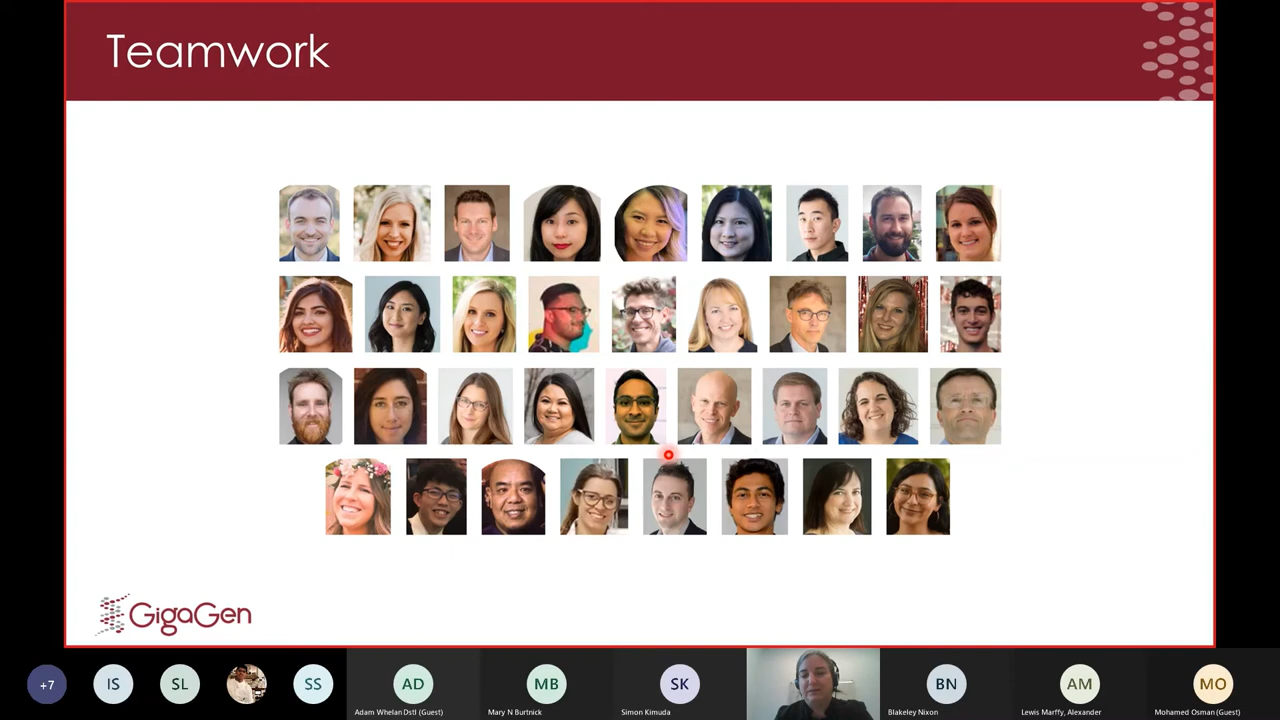 Teamwork
GigaGen
+7
IS
SL
SS
AD
MB
SK
BN
AM
MO
Adam Whelan Dstl (Guest)
Mary N Burtnick
Simon Kimuda
Blakeley Nixon
Lewis Marffy, Alexander
Mohamed Osman (Guest)